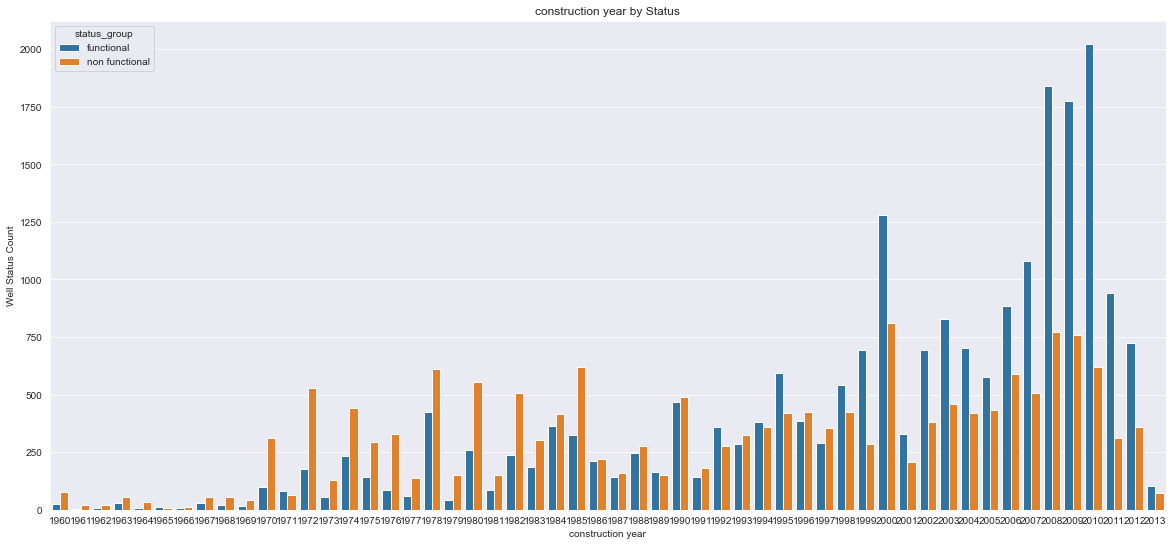 construction year by Status
status_group
functional
non functional
2000
1750
1500
1250
1000
750
500
250
0
Well Status Count
1960 1961 1962 1963 1964 1965 1966 1967 1968 1969 1970 1971 1972 1973 1974 1975 1976 1977 1978 1979 1980 1981 1982 1983 1984 1985 1986 1987 1988 1989 1990 1991 1992 1993 1994 1995 1996 1997 1998 1999 2000 2001 2002 2003 2004 2005 2006 2007 2008 2009 2010 2011 2012 2013
construction year